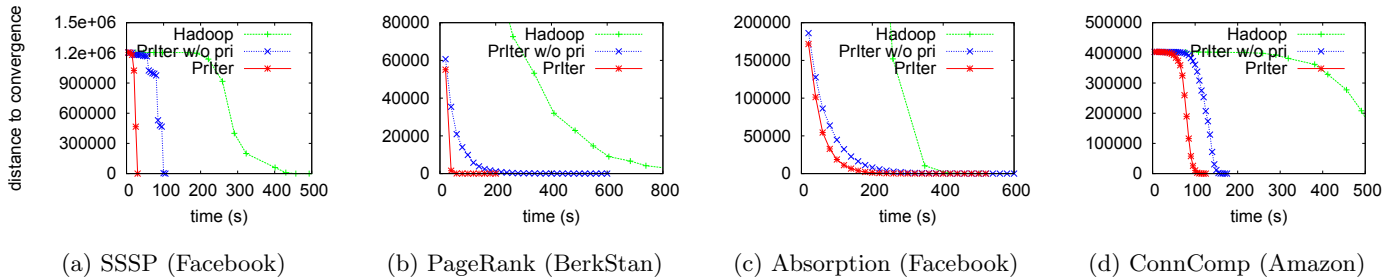 distance to convergence
1.5e+06
1.2e+06
900000
600000
300000
0
0 100 200 300 400 500
time (s)
Hadoop
PrIter w/o pri
PrIter
(a) SSSP (Facebook)
80000
60000
40000
20000
0
0 200 400 600 800
time (s)
Hadoop
PrIter w/o pri
PrIter
(b) PageRank (BerkStan)
200000
150000
100000
50000
0
0 200 400 600
time (s)
Hadoop
PrIter w/o pri
PrIter
(c) Absorption (Facebook)
500000
400000
300000
200000
100000
0
0 100 200 300 400 500
time (s)
Hadoop
PrIter w/o pri
PrIter
(d) ConnComp (Amazon)